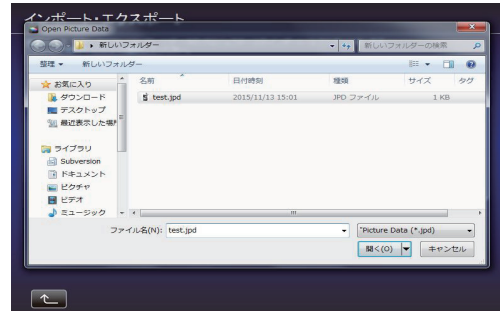 インポート・エクスポート
Open Picture Data
新しいフォルダー
新しいフォルダーの検索
整理 新しいフォルダー
お気に入り
ダウンロード
デスクトップ
最近表示した場所
ライブラリ
Subversion
ドキュメント
ピクチャ
ビデオ
ミュージック
名前 日付時刻 種類 サイズ タグ
test.jpd 2015/11/13 15:01 JPD ファイル 1 KB
ファイル名(N): test.jpd
"Picture Data (*.jpd)
開く(O) キャンセル